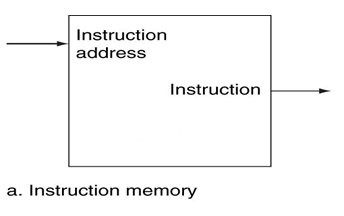 Instruction
address
Instruction
a. Instruction memory